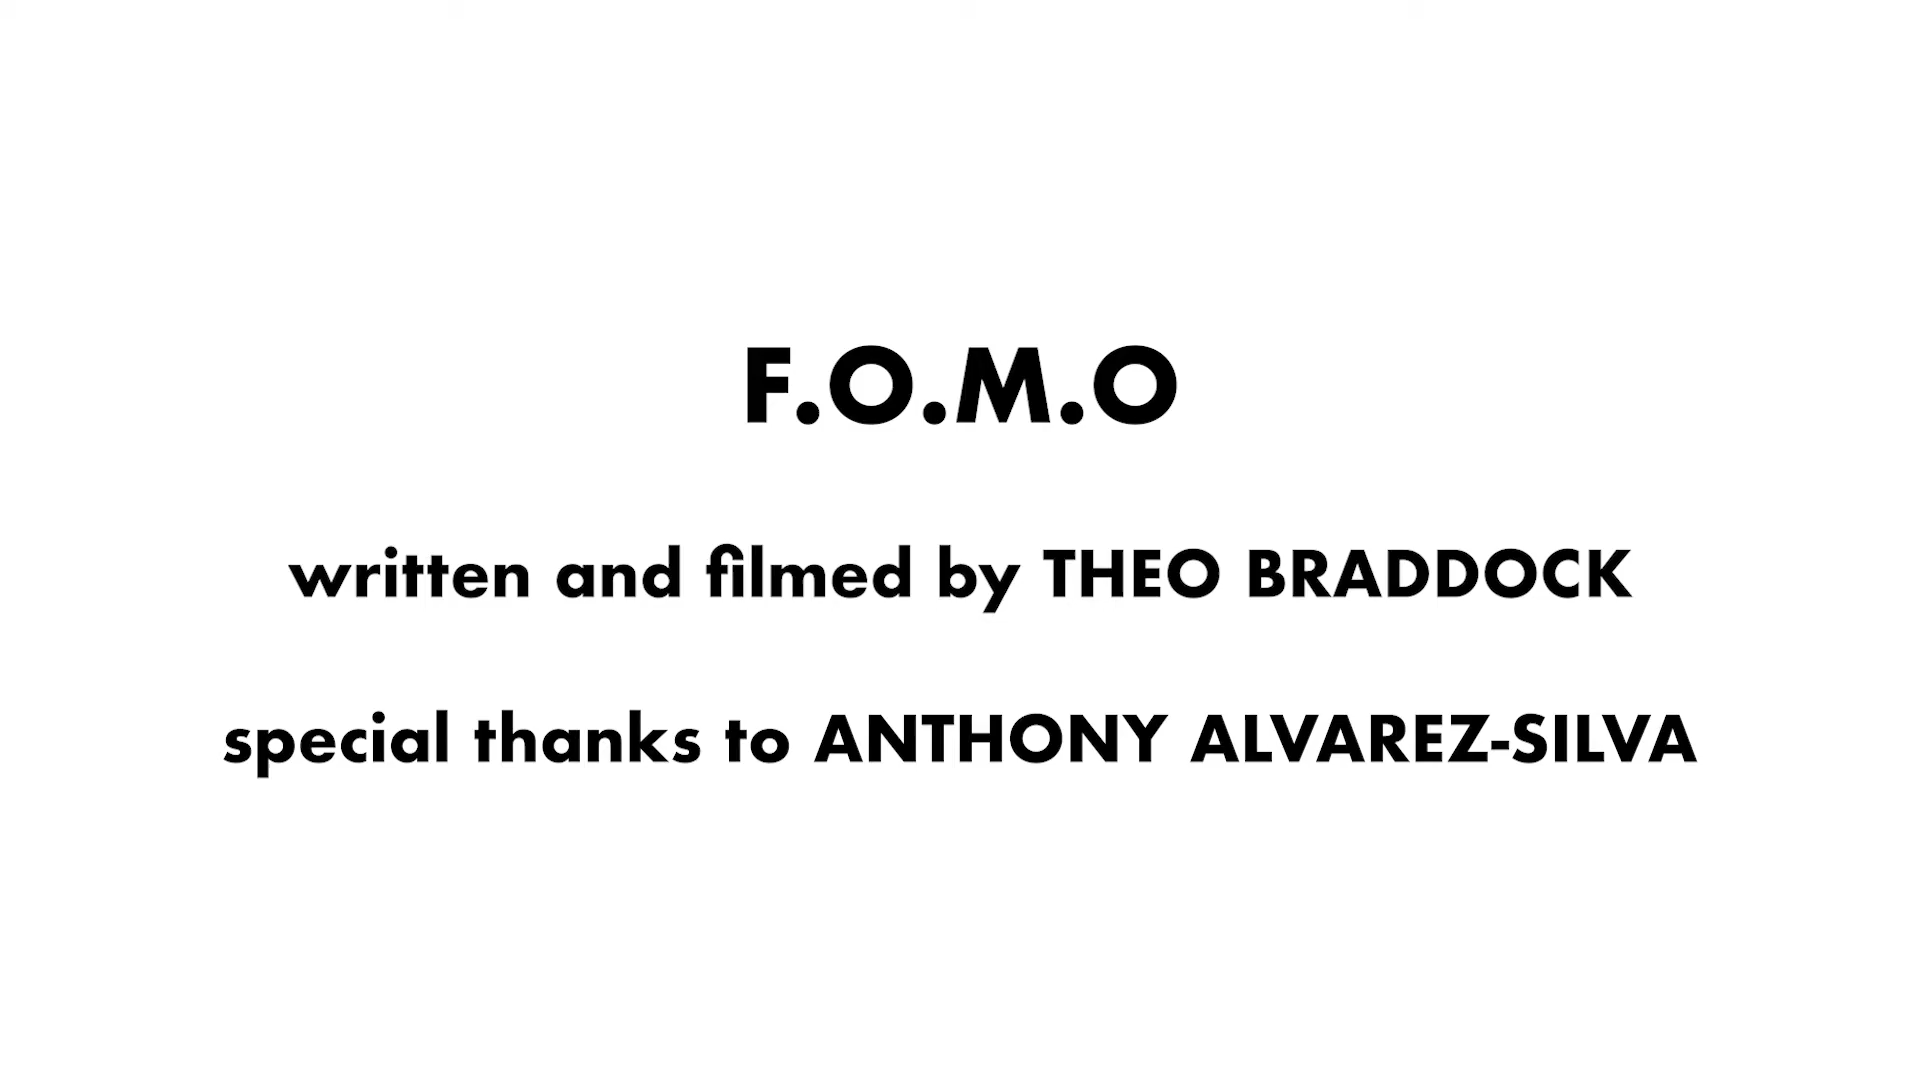 F.O.M.O
written and filmed by THEO BRADDOCK
special thanks to ANTHONY ALVAREZ-SILVA